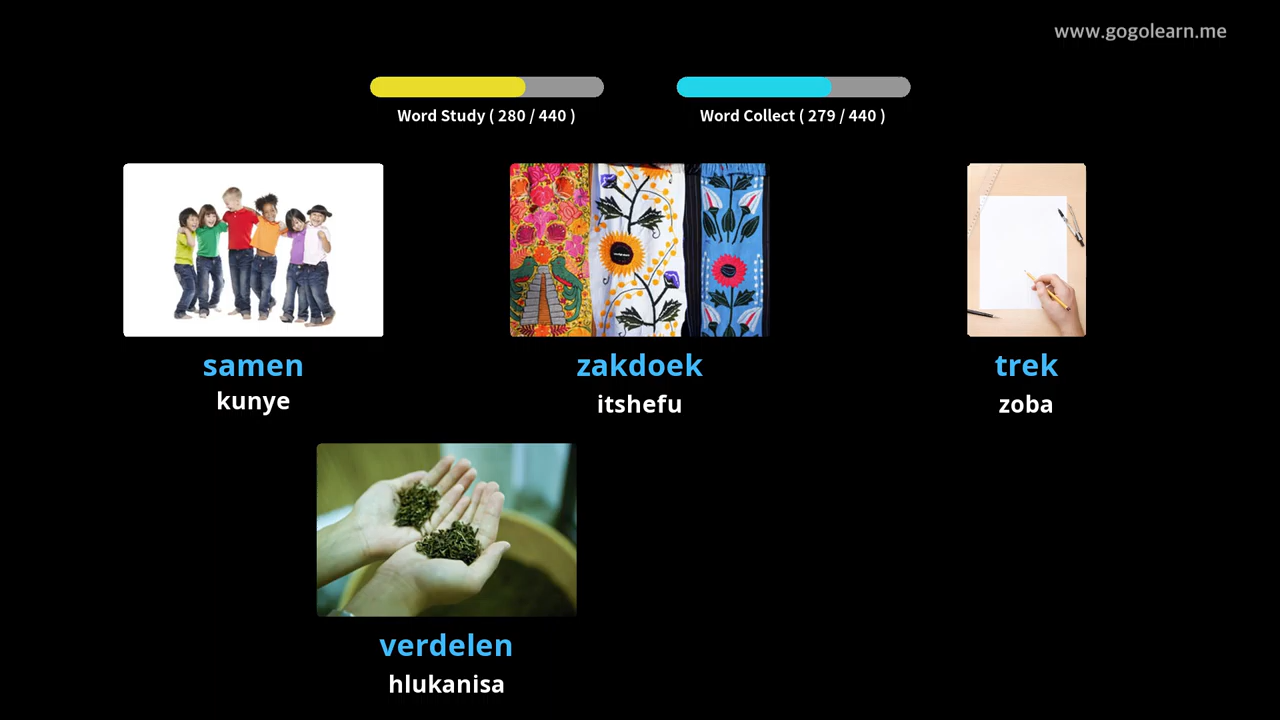 www.gogolearn.me
Word Study ( 280 / 440 )
Word Collect ( 279 / 440 )
samen
kunye
zakdoek
itshefu
trek
zoba
verdelen
hlukanisa